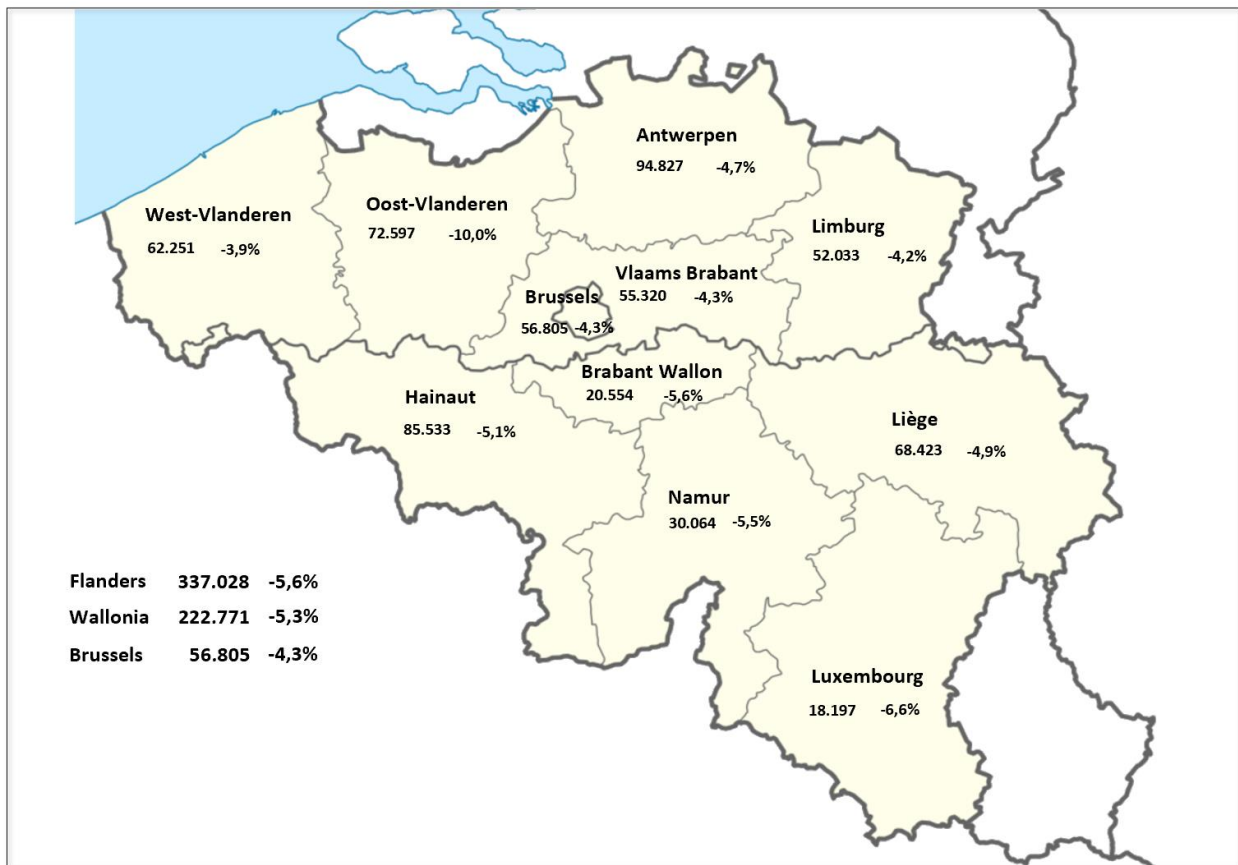 Antwerpen
94.827 -4,7%
West-Vlanderen
62.251 -3,9%
Oost-Vlanderen
72.597 -10,0%
Limburg
52.033 -4,2%
Vlaams Brabant
55.320 -4,3%
Brussels
56.805 -4,3%
Brabant Wallon
20.554 -5,6%
Hainaut
85.533 -5,1%
Liège
68.423 -4,9%
Namur
30.064 -5,5%
Flanders 337.028 -5,6%
Wallonia 222.771 -5,3%
Brussels 56.805 -4,3%
Luxembourg
18.197 -6,6%